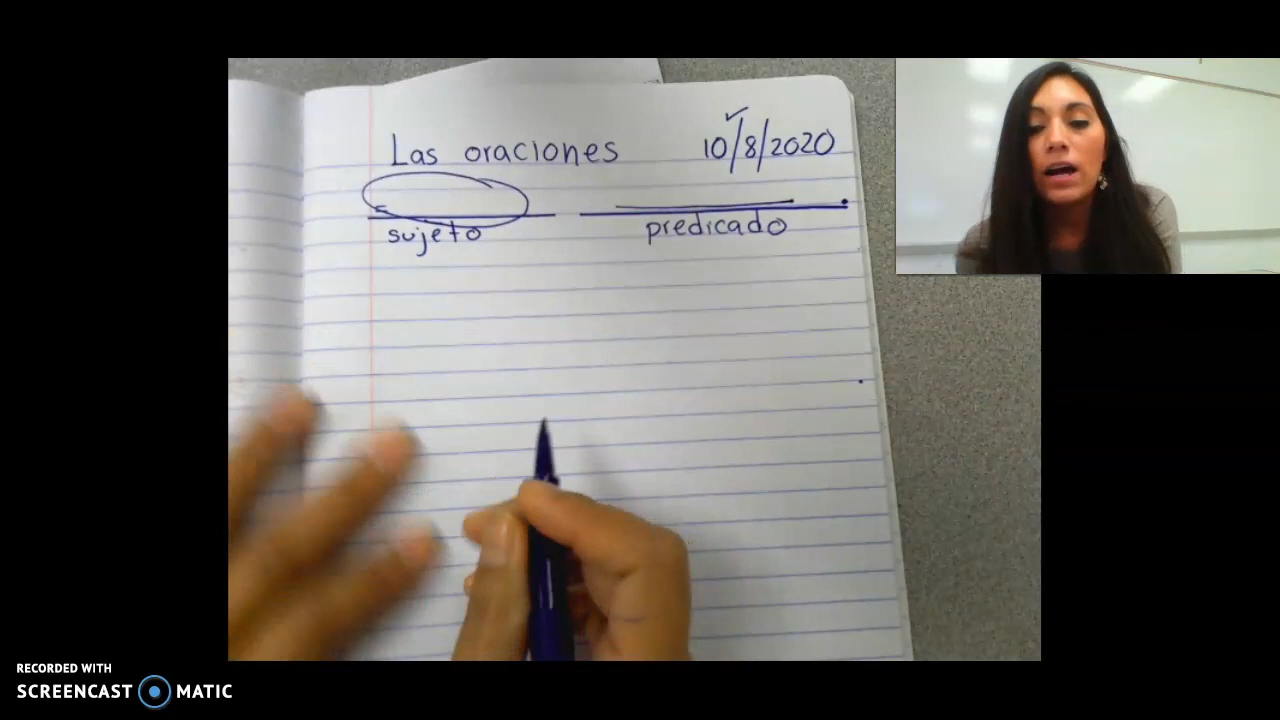 Las oraciones 10/8/2020
sujeto predicado .
RECORDED WITH
SCREENCAST MATIC